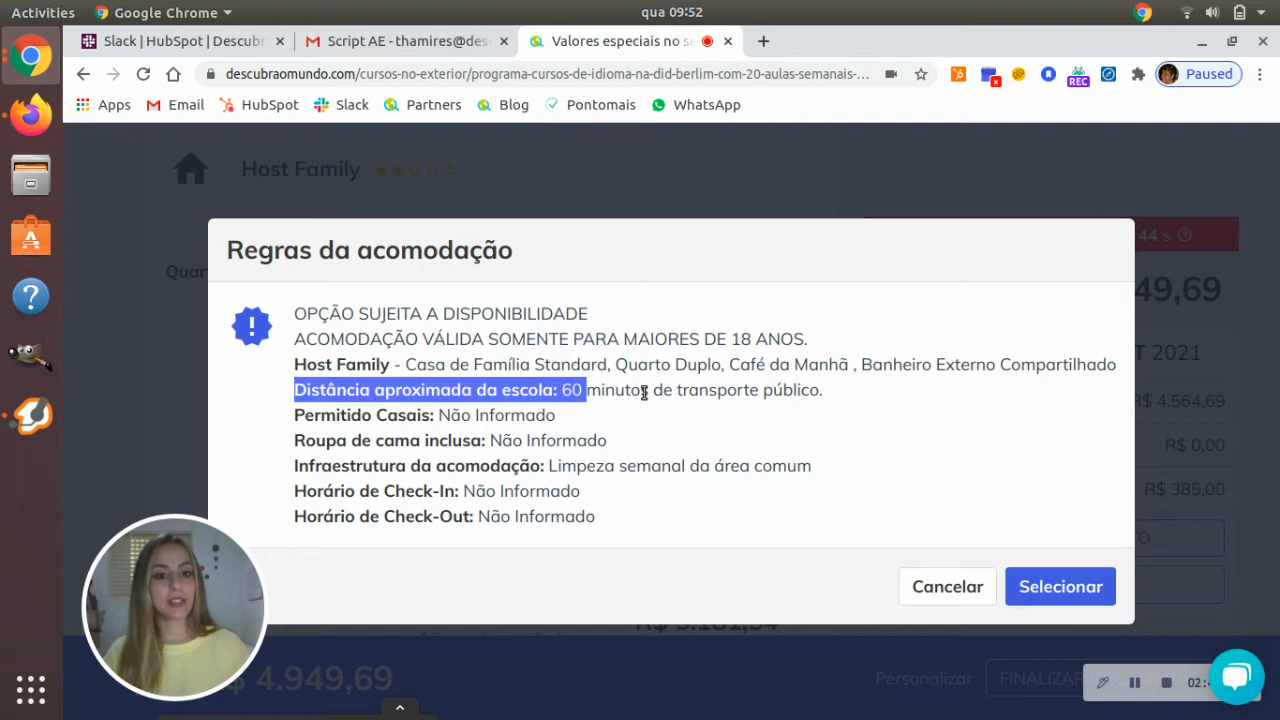 Activities
Google Chrome
qua 09:52
Slack | HubSpot | Descubr
Script AE - thamires@des
Valores especiais no se
descubraomundo.com/cursos-no-exterior/programa-cursos-de-idioma-na-did-berlim-com-20-aulas-semanais-...
REC
Paused
Apps
Email
HubSpot
Slack
Partners
Blog
Pontomais
WhatsApp
Host Family
44 s
Quar
49,69
Regras da acomodação
OPÇÃO SUJEITA A DISPONIBILIDADE
ACOMODAÇÃO VÁLIDA SOMENTE PARA MAIORES DE 18 ANOS.
Host Family - Casa de Família Standard, Quarto Duplo, Café da Manhã , Banheiro Externo Compartilhado
Distância aproximada da escola: 60 minutos de transporte público.
Permitido Casais: Não Informado
Roupa de cama inclusa: Não Informado
Infraestrutura da acomodação: Limpeza semanal da área comum
Horário de Check-In: Não Informado
Horário de Check-Out: Não Informado
T 2021
R$ 4.564,69
R$ 0,00
R$ 385,00
Cancelar
Selecionar
$ 4.949,69
Personalizar
FINALIZAR
02:4